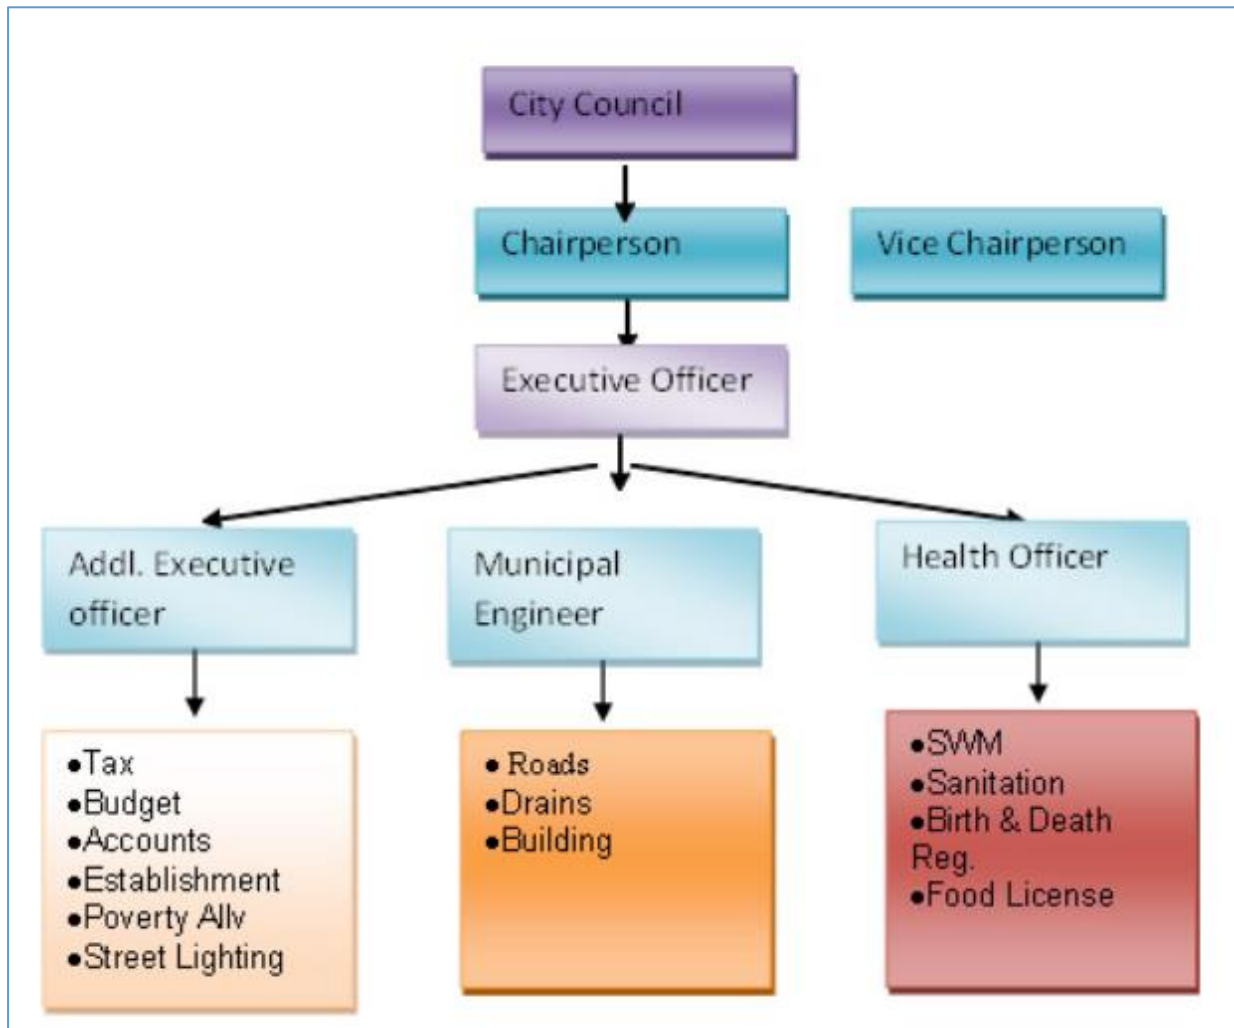 City Council
Chairperson
Vice Chairperson
Executive Officer
Addl. Executive
officer
Municipal
Engineer
Health Officer
●Tax
●Budget
●Accounts
●Establishment
●Poverty Allv
●Street Lighting
● Roads
●Drains
●Building
●SWM
●Sanitation
●Birth & Death
Reg.
●Food License